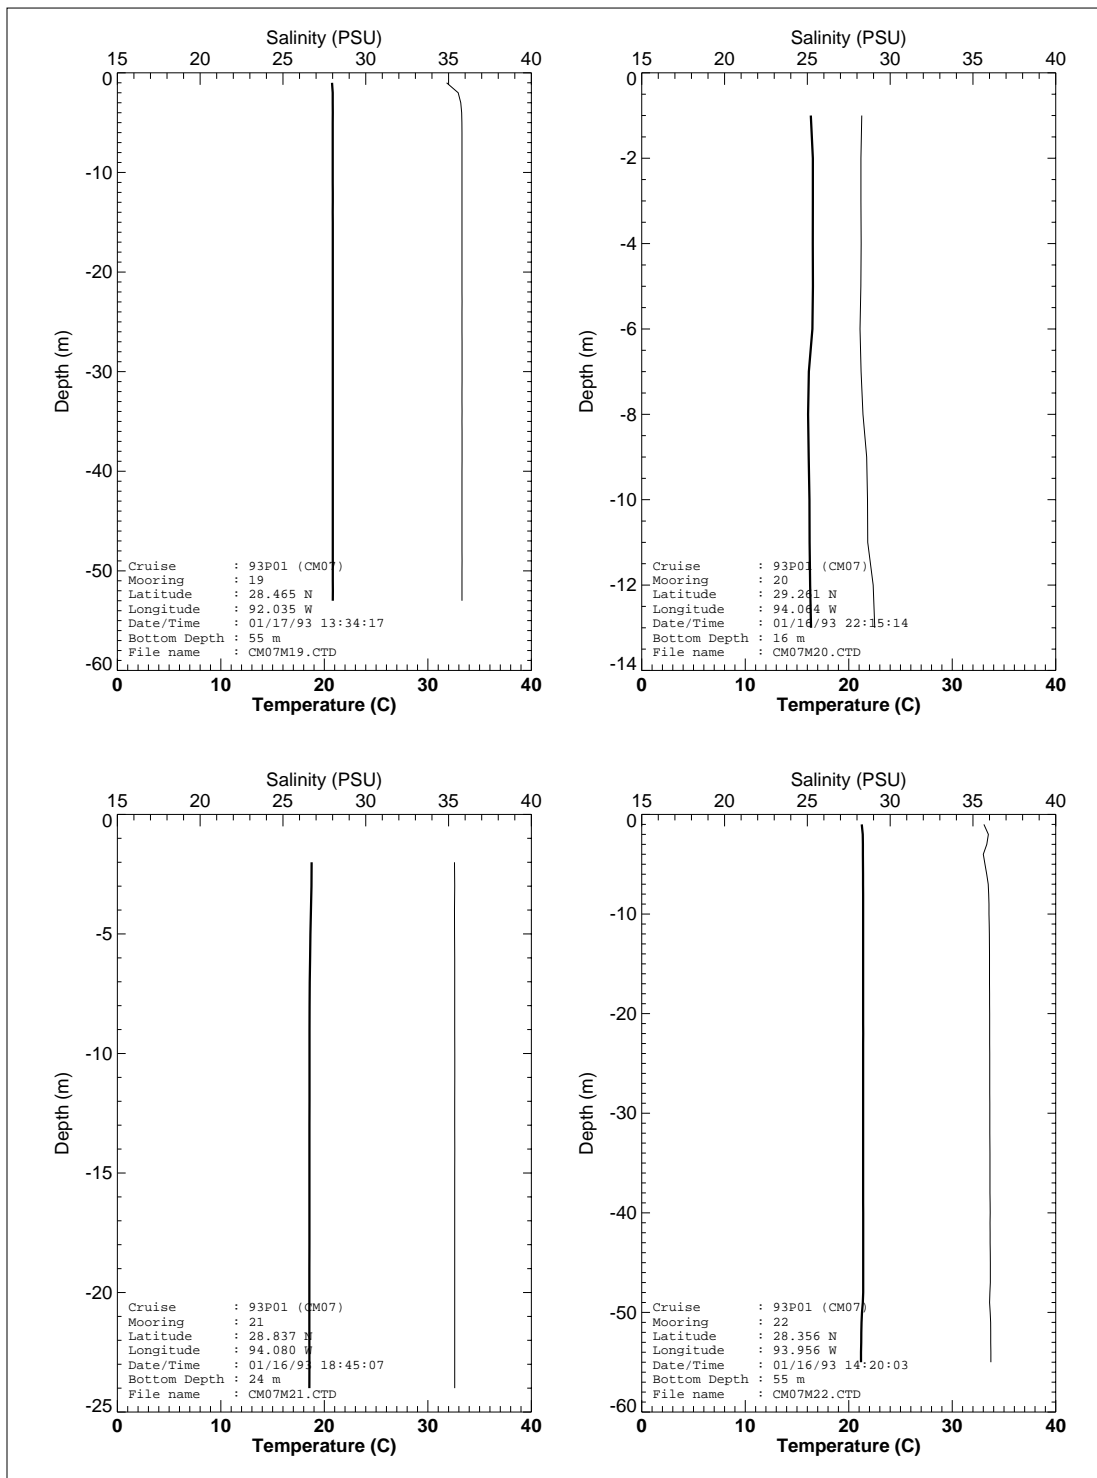 Salinity (PSU)
15 20 25 30 35 40
0
-10
-20
-30
-40
-50
-60
Depth (m)
Cruise : 93P01 (CM07)
Mooring : 19
Latitude : 28.465 N
Longitude : 92.035 W
Date/Time : 01/17/93 13:34:17
Bottom Depth : 55 m
File name : CM07M19.CTD
0 10 20 30 40
Temperature (C)
Salinity (PSU)
15 20 25 30 35 40
0
-2
-4
-6
-8
-10
-12
-14
Depth (m)
Cruise : 93P01 (CM07)
Mooring : 20
Latitude : 29.261 N
Longitude : 94.064 W
Date/Time : 01/16/93 22:15:14
Bottom Depth : 16 m
File name : CM07M20.CTD
0 10 20 30 40
Temperature (C)
Salinity (PSU)
15 20 25 30 35 40
0
-5
-10
-15
-20
-25
Depth (m)
Cruise : 93P01 (CM07)
Mooring : 21
Latitude : 28.837 N
Longitude : 94.080 W
Date/Time : 01/16/93 18:45:07
Bottom Depth : 24 m
File name : CM07M21.CTD
0 10 20 30 40
Temperature (C)
Salinity (PSU)
15 20 25 30 35 40
0
-10
-20
-30
-40
-50
-60
Depth (m)
Cruise : 93P01 (CM07)
Mooring : 22
Latitude : 28.356 N
Longitude : 93.956 W
Date/Time : 01/16/93 14:20:03
Bottom Depth : 55 m
File name : CM07M22.CTD
0 10 20 30 40
Temperature (C)